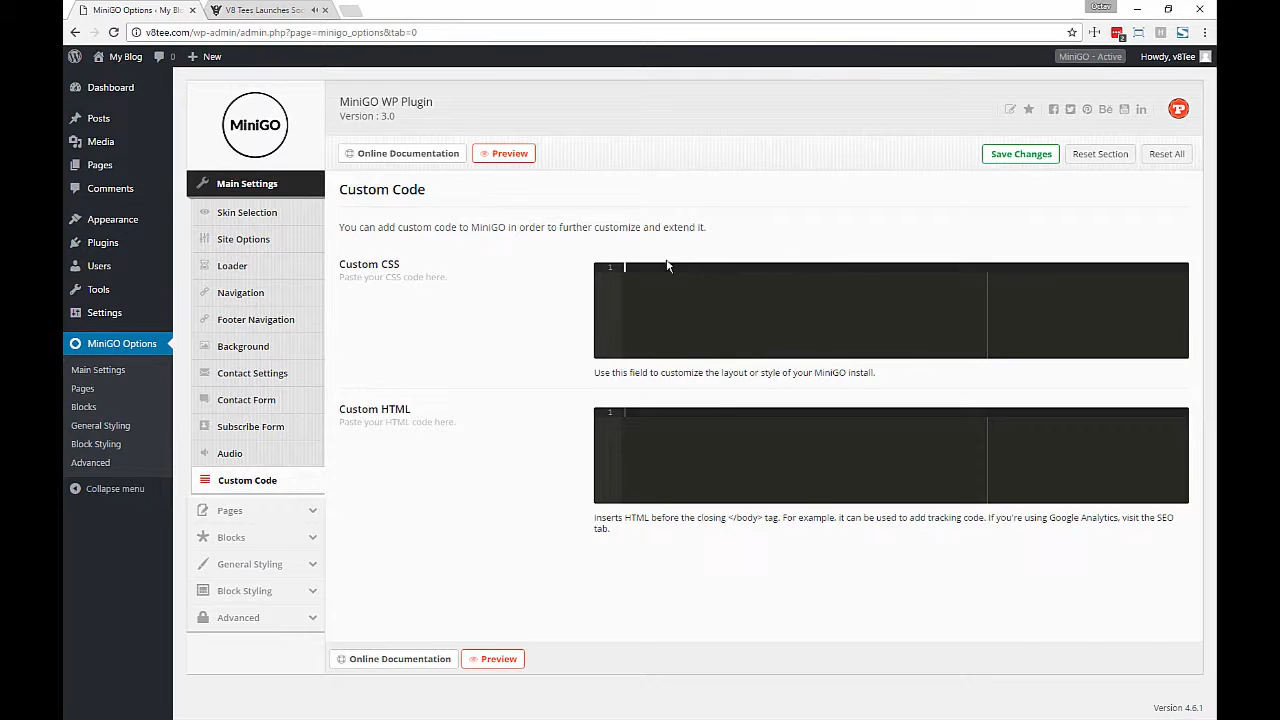 MiniGO Options ‹ My Blo
V8 Tees Launches Soc
Octav
v8tee.com/wp-admin/admin.php?page=minigo_options&tab=0
2
My Blog
0
New
MiniGO - Active
Howdy, v8Tee
Dashboard
Posts
Media
Pages
Comments
Appearance
Plugins
Users
Tools
Settings
MiniGO Options
Main Settings
Pages
Blocks
General Styling
Block Styling
Advanced
Collapse menu
MiniGO
Main Settings
Skin Selection
Site Options
Loader
Navigation
Footer Navigation
Background
Contact Settings
Contact Form
Subscribe Form
Audio
Custom Code
Pages
Blocks
General Styling
Block Styling
Advanced
MiniGO WP Plugin
Version : 3.0
Online Documentation
Preview
Save Changes
Reset Section
Reset All
Custom Code
You can add custom code to MiniGO in order to further customize and extend it.
Custom CSS
Paste your CSS code here.
1
Use this field to customize the layout or style of your MiniGO install.
Custom HTML
Paste your HTML code here.
1
Inserts HTML before the closing </body> tag. For example, it can be used to add tracking code. If you're using Google Analytics, visit the SEO
tab.
Online Documentation
Preview
Version 4.6.1